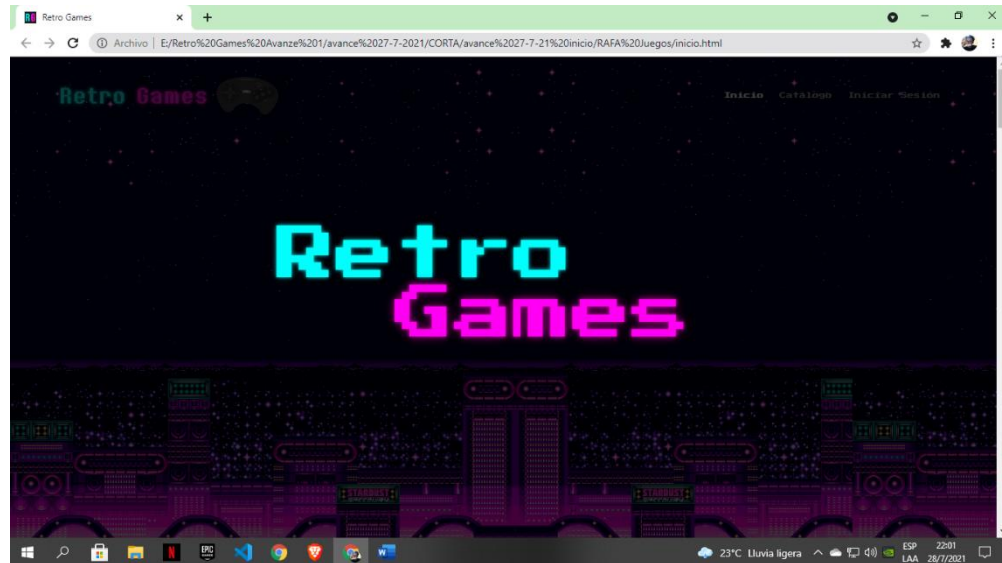 Retro Games
Archivo | E:/Retro%20Games%20Avanze%201/avance%2027-7-2021/CORTA/avance%2027-7-21%20inicio/RAFA%20Juegos/inicio.html
Retro Games
Inicio Catálogo Iniciar Sesión
Retro
Games
STARDUST STARDUST
EPIC
GAMES
W
23°C Lluvia ligera
ESP
LAA
22:01
28/7/2021